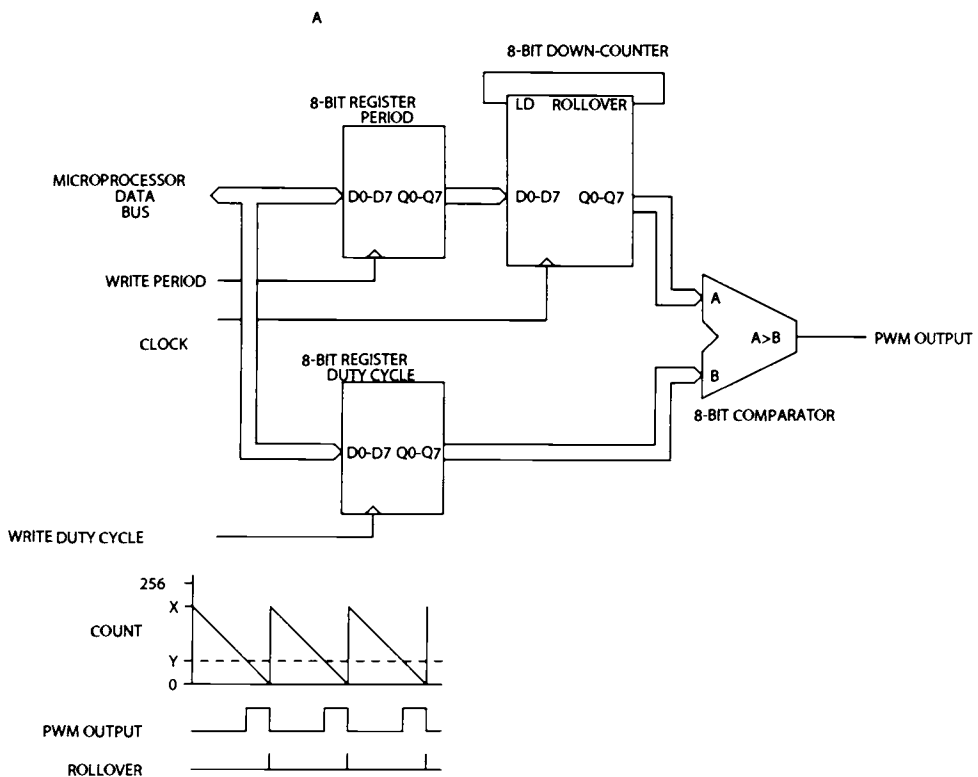 A
8-BIT DOWN-COUNTER
LD ROLLOVER
8-BIT REGISTER
PERIOD
MICROPROCESSOR
DATA
BUS
D0-D7 Q0-Q7
D0-D7 Q0-Q7
WRITE PERIOD
CLOCK
A
A>B
B
PWM OUTPUT
8-BIT COMPARATOR
8-BIT REGISTER
DUTY CYCLE
D0-D7 Q0-Q7
WRITE DUTY CYCLE
256
X
COUNT
Y
0
PWM OUTPUT
ROLLOVER